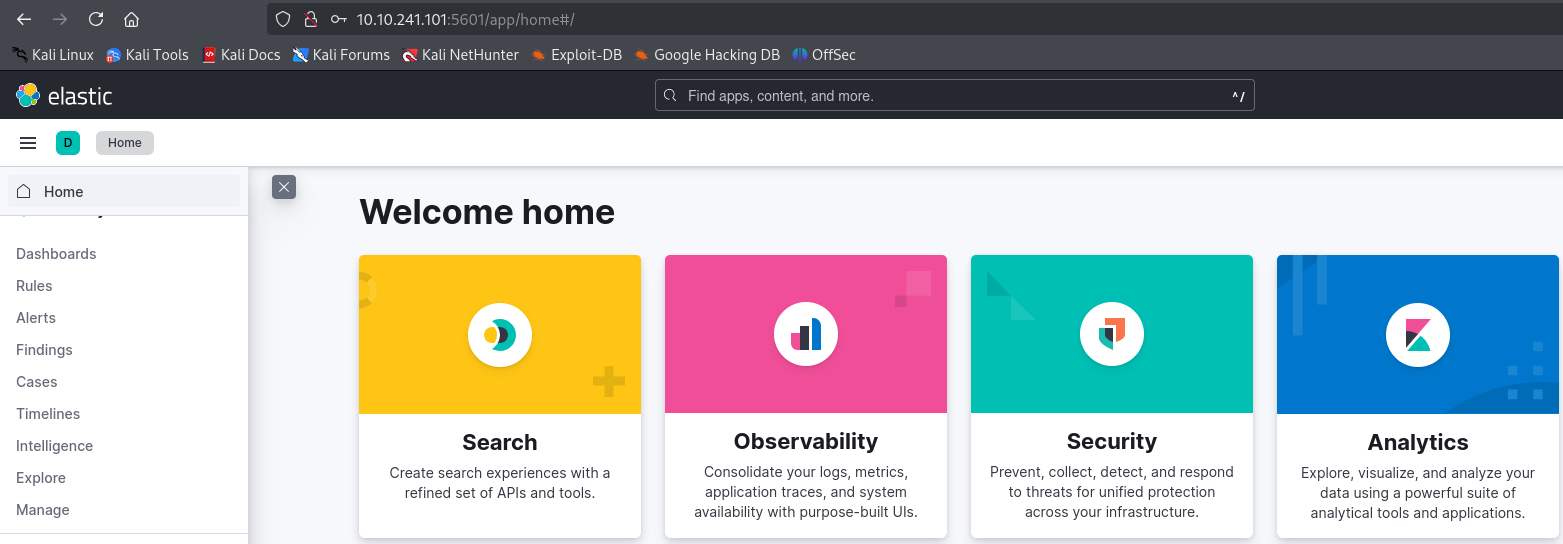 10.10.241.101:5601/app/home#/
Kali Linux Kali Tools Kali Docs Kali Forums Kali NetHunter Exploit-DB Google Hacking DB OffSec
elastic
Find apps, content, and more.
^/
D Home
Home
Dashboards
Rules
Alerts
Findings
Cases
Timelines
Intelligence
Explore
Manage
Welcome home
Search
Create search experiences with a
refined set of APIs and tools.
Observability
Consolidate your logs, metrics,
application traces, and system
availability with purpose-built UIs.
Security
Prevent, collect, detect, and respond
to threats for unified protection
across your infrastructure.
Analytics
Explore, visualize, and analyze your
data using a powerful suite of
analytical tools and applications.